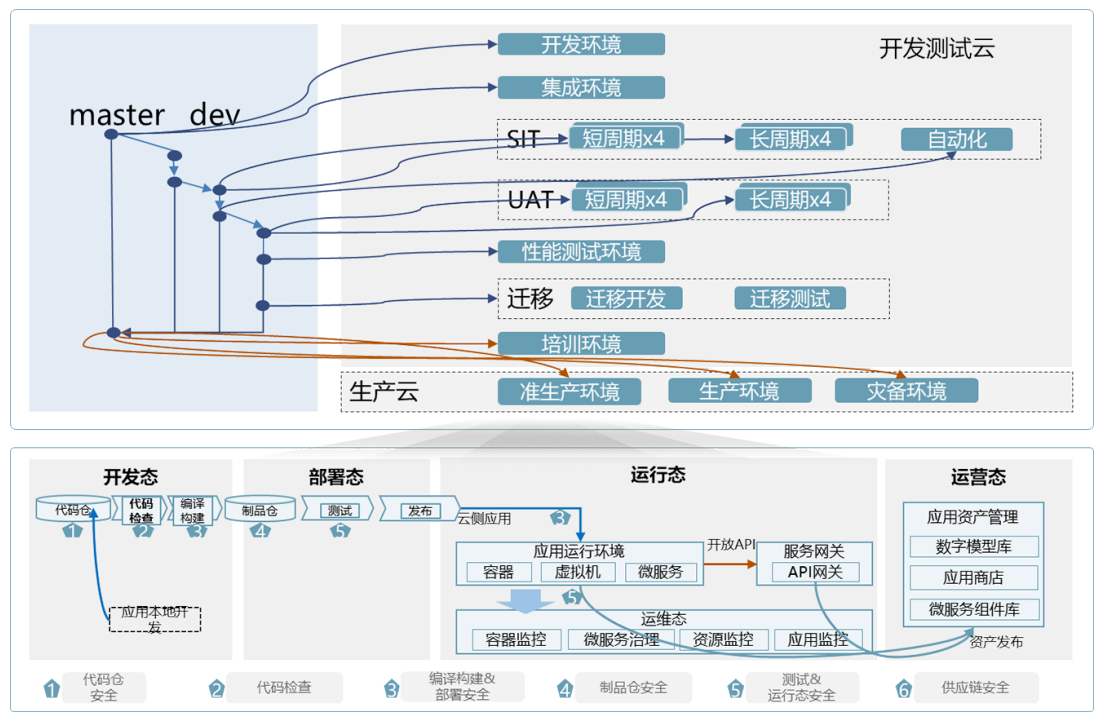 开发环境
开发测试云
集成环境
master dev
SIT
短周期x4
长周期x4
自动化
UAT
短周期x4
长周期x4
性能测试环境
迁移
迁移开发
迁移测试
培训环境
生产云
准生产环境
生产环境
灾备环境
开发态
部署态
运行态
运营态
代码仓
代码
检查
编译
构建
制品仓
测试
发布
1
2
3
4
5
云侧应用
3
应用运行环境
容器
虚拟机
微服务
开放API
服务网关
API网关
5
运维态
容器监控
微服务治理
资源监控
应用监控
应用资产管理
数字模型库
应用商店
微服务组件库
资产发布
应用本地开
发
1
代码仓
安全
2
代码检查
3
编译构建&
部署安全
4
制品仓安全
5
测试&
运行态安全
6
供应链安全